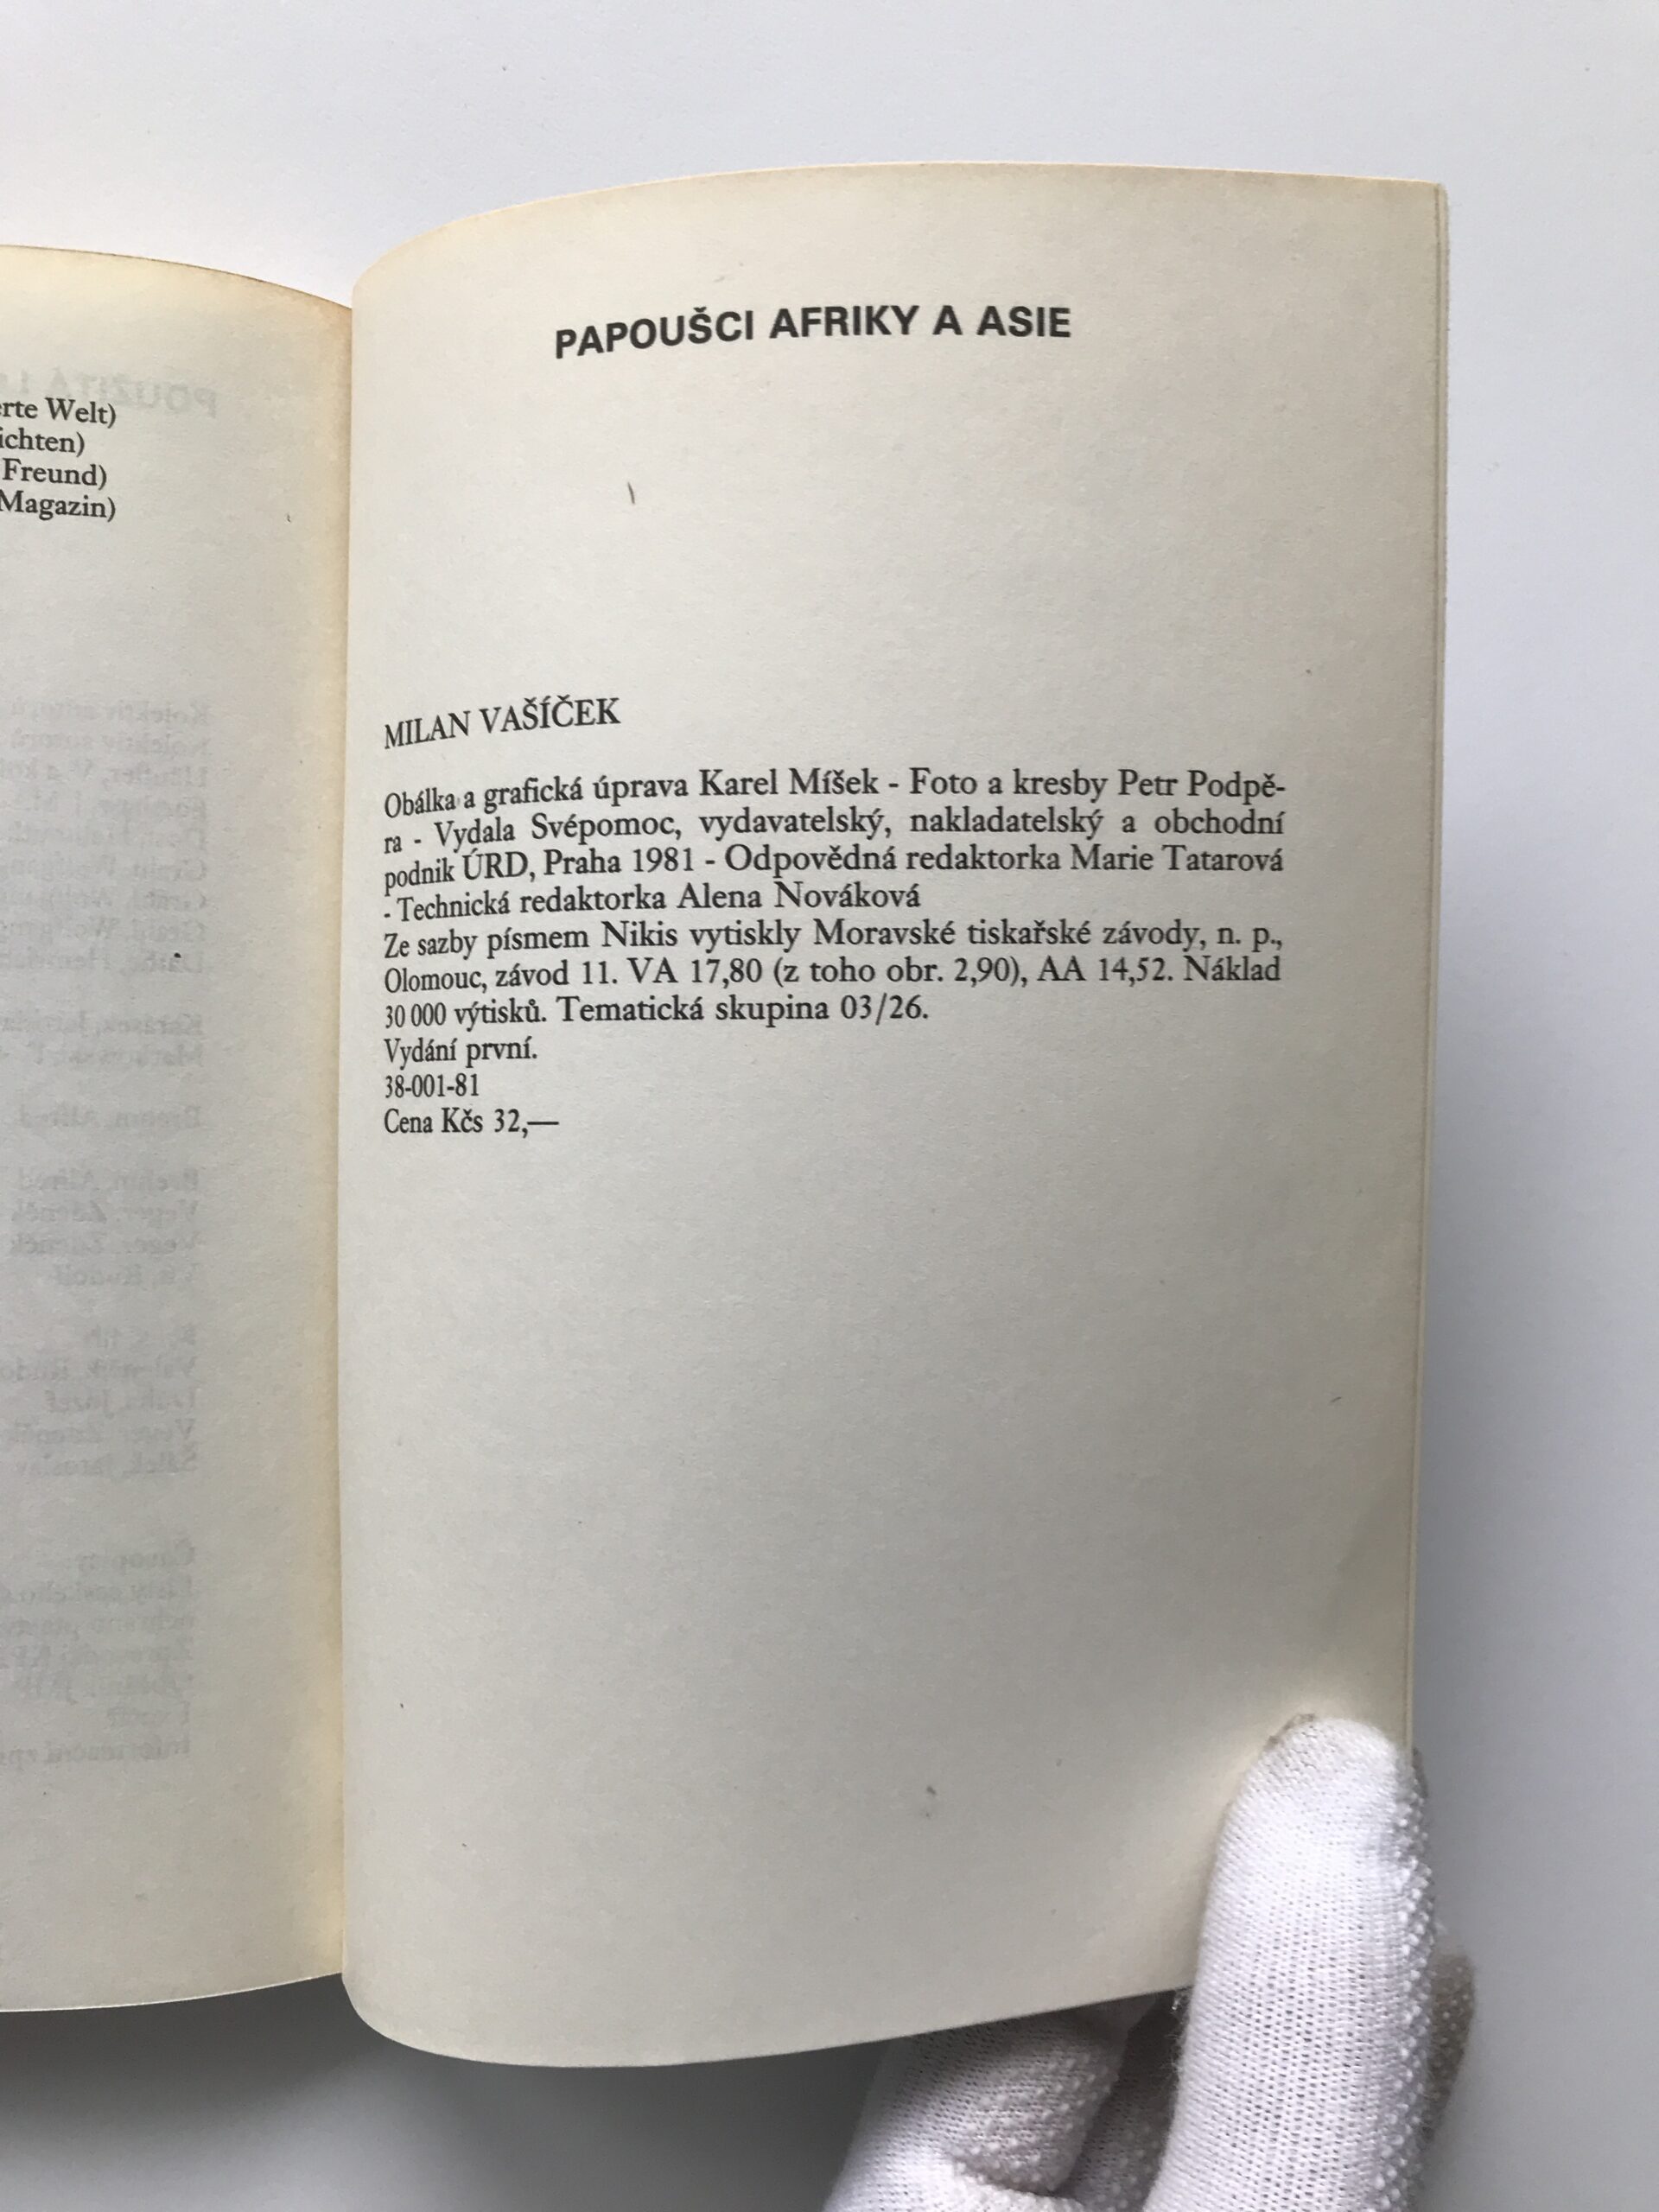 erte Welt)
ichten)
Freund)
Magazin)
PAPOUŠCI AFRIKY A ASIE
MILAN VAŠÍČEK
Obálka a grafická úprava Karel Míšek - Foto a kresby Petr Podpě-
ra - Vydala Svépomoc, vydavatelský, nakladatelský a obchodní
podnik ÚRD, Praha 1981 - Odpovědná redaktorka Marie Tatarová
- Technická redaktorka Alena Nováková
Ze sazby písmem Nikis vytiskly Moravské tiskařské závody, n. p.,
Olomouc, závod 11. VA 17,80 (z toho obr. 2,90), AA 14,52. Náklad
30 000 výtisků. Tematická skupina 03/26.
Vydání první.
38-001-81
Cena Kčs 32,—